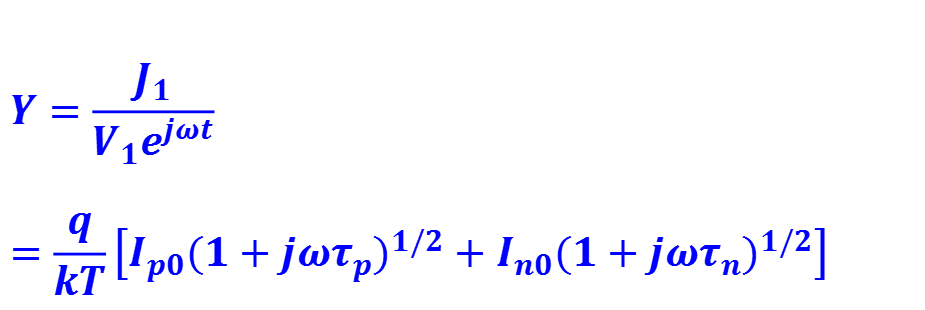 Y = J₁ / V₁e^{jωt}
= q/kT [I_{p0}(1 + jωτ_p)^{1/2} + I_{n0}(1 + jωτ_n)^{1/2}]